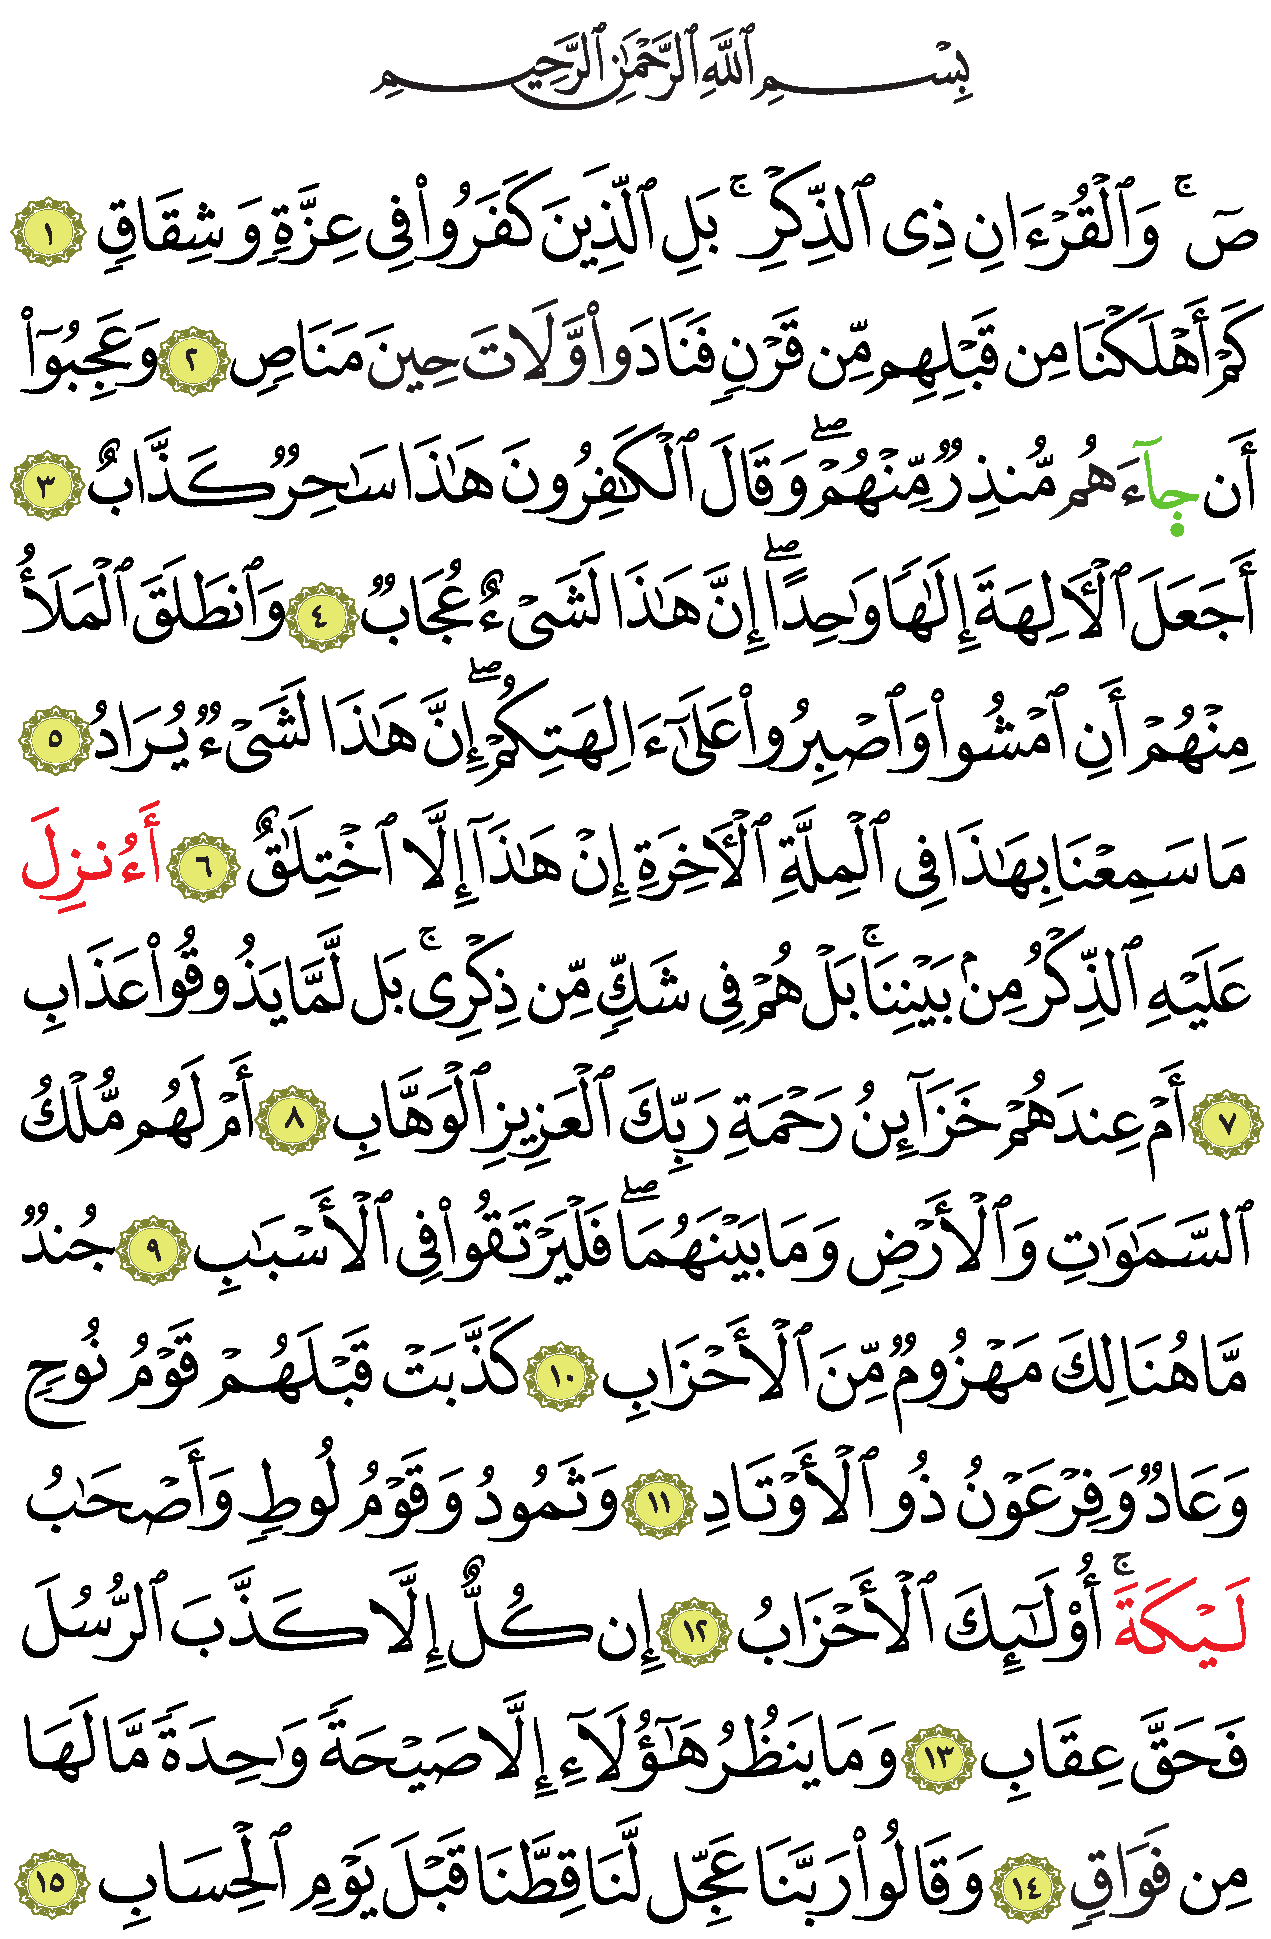 بِسْمِ ٱللَّهِ ٱلرَّحْمَٰنِ ٱلرَّحِيمِ
صٓ ۚ وَٱلْقُرْءَانِ ذِى ٱلذِّكْرِ ۚ بَلِ ٱلَّذِينَ كَفَرُوا۟ فِى عِزَّةٍ وَشِقَاقٍ ١
كَمْ أَهْلَكْنَا مِن قَبْلِهِم مِّن قَرْنٍ فَنَادَوا۟ وَّلَاتَ حِينَ مَنَاصٍ ٢ وَعَجِبُوٓا۟
أَن جَآءَهُم مُّنذِرٌ مِّنْهُمْ ۖ وَقَالَ ٱلْكَٰفِرُونَ هَٰذَا سَٰحِرٌ كَذَّابٌ ٣
أَجَعَلَ ٱلْأَلِهَةَ إِلَٰهًا وَٰحِدًا ۖ إِنَّ هَٰذَا لَشَىْءٌ عُجَابٌ ٤ وَٱنطَلَقَ ٱلْمَلَأُ
مِنْهُمْ أَنِ ٱمْشُوا۟ وَٱصْبِرُوا۟ عَلَىٰٓ ءَالِهَتِكُمْ ۖ إِنَّ هَٰذَا لَشَىْءٌ يُرَادُ ٥
مَا سَمِعْنَا بِهَٰذَا فِى ٱلْمِلَّةِ ٱلْأَخِرَةِ إِنْ هَٰذَآ إِلَّا ٱخْتِلَٰقٌ ٦ أَءُنزِلَ
عَلَيْهِ ٱلذِّكْرُ مِنۢ بَيْنِنَا ۚ بَلْ هُمْ فِى شَكٍّ مِّن ذِكْرِى ۚ بَل لَّمَّا يَذُوقُوا۟ عَذَابِ
٧ أَمْ عِندَهُمْ خَزَآئِنُ رَحْمَةِ رَبِّكَ ٱلْعَزِيزِ ٱلْوَهَّابِ ٨ أَمْ لَهُم مُّلْكُ
ٱلسَّمَٰوَٰتِ وَٱلْأَرْضِ وَمَا بَيْنَهُمَا ۖ فَلْيَرْتَقُوا۟ فِى ٱلْأَسْبَٰبِ ٩ جُندٌ
مَّا هُنَالِكَ مَهْزُومٌ مِّنَ ٱلْأَحْزَابِ ١٠ كَذَّبَتْ قَبْلَهُمْ قَوْمُ نُوحٍ
وَعَادٌ وَفِرْعَوْنُ ذُو ٱلْأَوْتَادِ ١١ وَثَمُودُ وَقَوْمُ لُوطٍ وَأَصْحَٰبُ
لَيْكَةَ ۚ أُو۟لَٰٓئِكَ ٱلْأَحْزَابُ ١٢ إِن كُلٌّ إِلَّا كَذَّبَ ٱلرُّسُلَ
فَحَقَّ عِقَابِ ١٣ وَمَا يَنظُرُ هَٰٓؤُلَآءِ إِلَّا صَيْحَةً وَٰحِدَةً مَّا لَهَا
مِن فَوَاقٍ ١٤ وَقَالُوا۟ رَبَّنَا عَجِّل لَّنَا قِطَّنَا قَبْلَ يَوْمِ ٱلْحِسَابِ ١٥